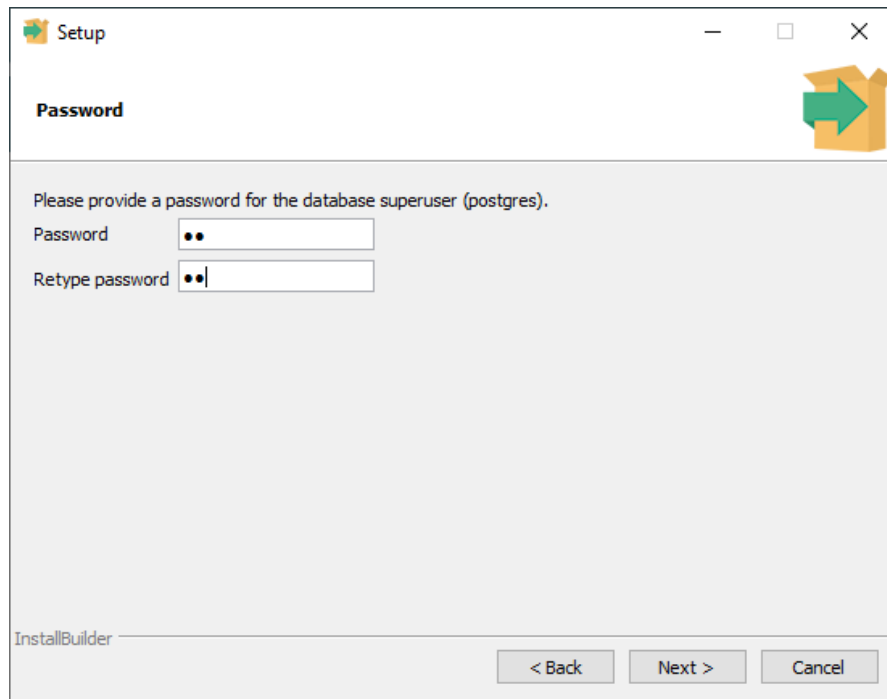 Setup
Password
Please provide a password for the database superuser (postgres).
Password ••
Retype password ••
InstallBuilder
< Back Next > Cancel